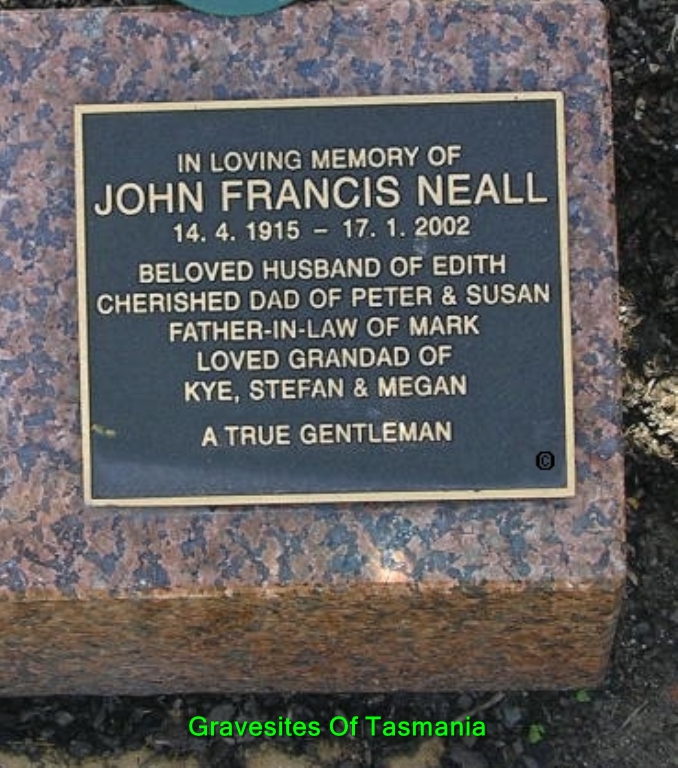 IN LOVING MEMORY OF
JOHN FRANCIS NEALL
14. 4. 1915 – 17. 1. 2002
BELOVED HUSBAND OF EDITH
CHERISHED DAD OF PETER & SUSAN
FATHER-IN-LAW OF MARK
LOVED GRANDAD OF
KYE, STEFAN & MEGAN
A TRUE GENTLEMAN
©
Gravesites Of Tasmania